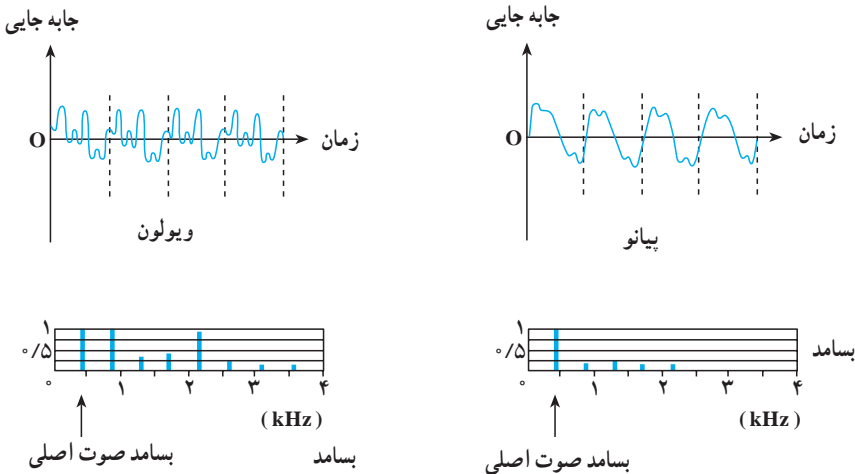 جابه جایی
O
زمان
ویولون
جابه جایی
O
زمان
پیانو
۱
۰/۵
۰ ۱ ۲ ۳ ۴
(kHz)
بسامد صوت اصلی
بسامد
۱
۰/۵
۰ ۱ ۲ ۳ ۴
بسامد
(kHz)
بسامد صوت اصلی